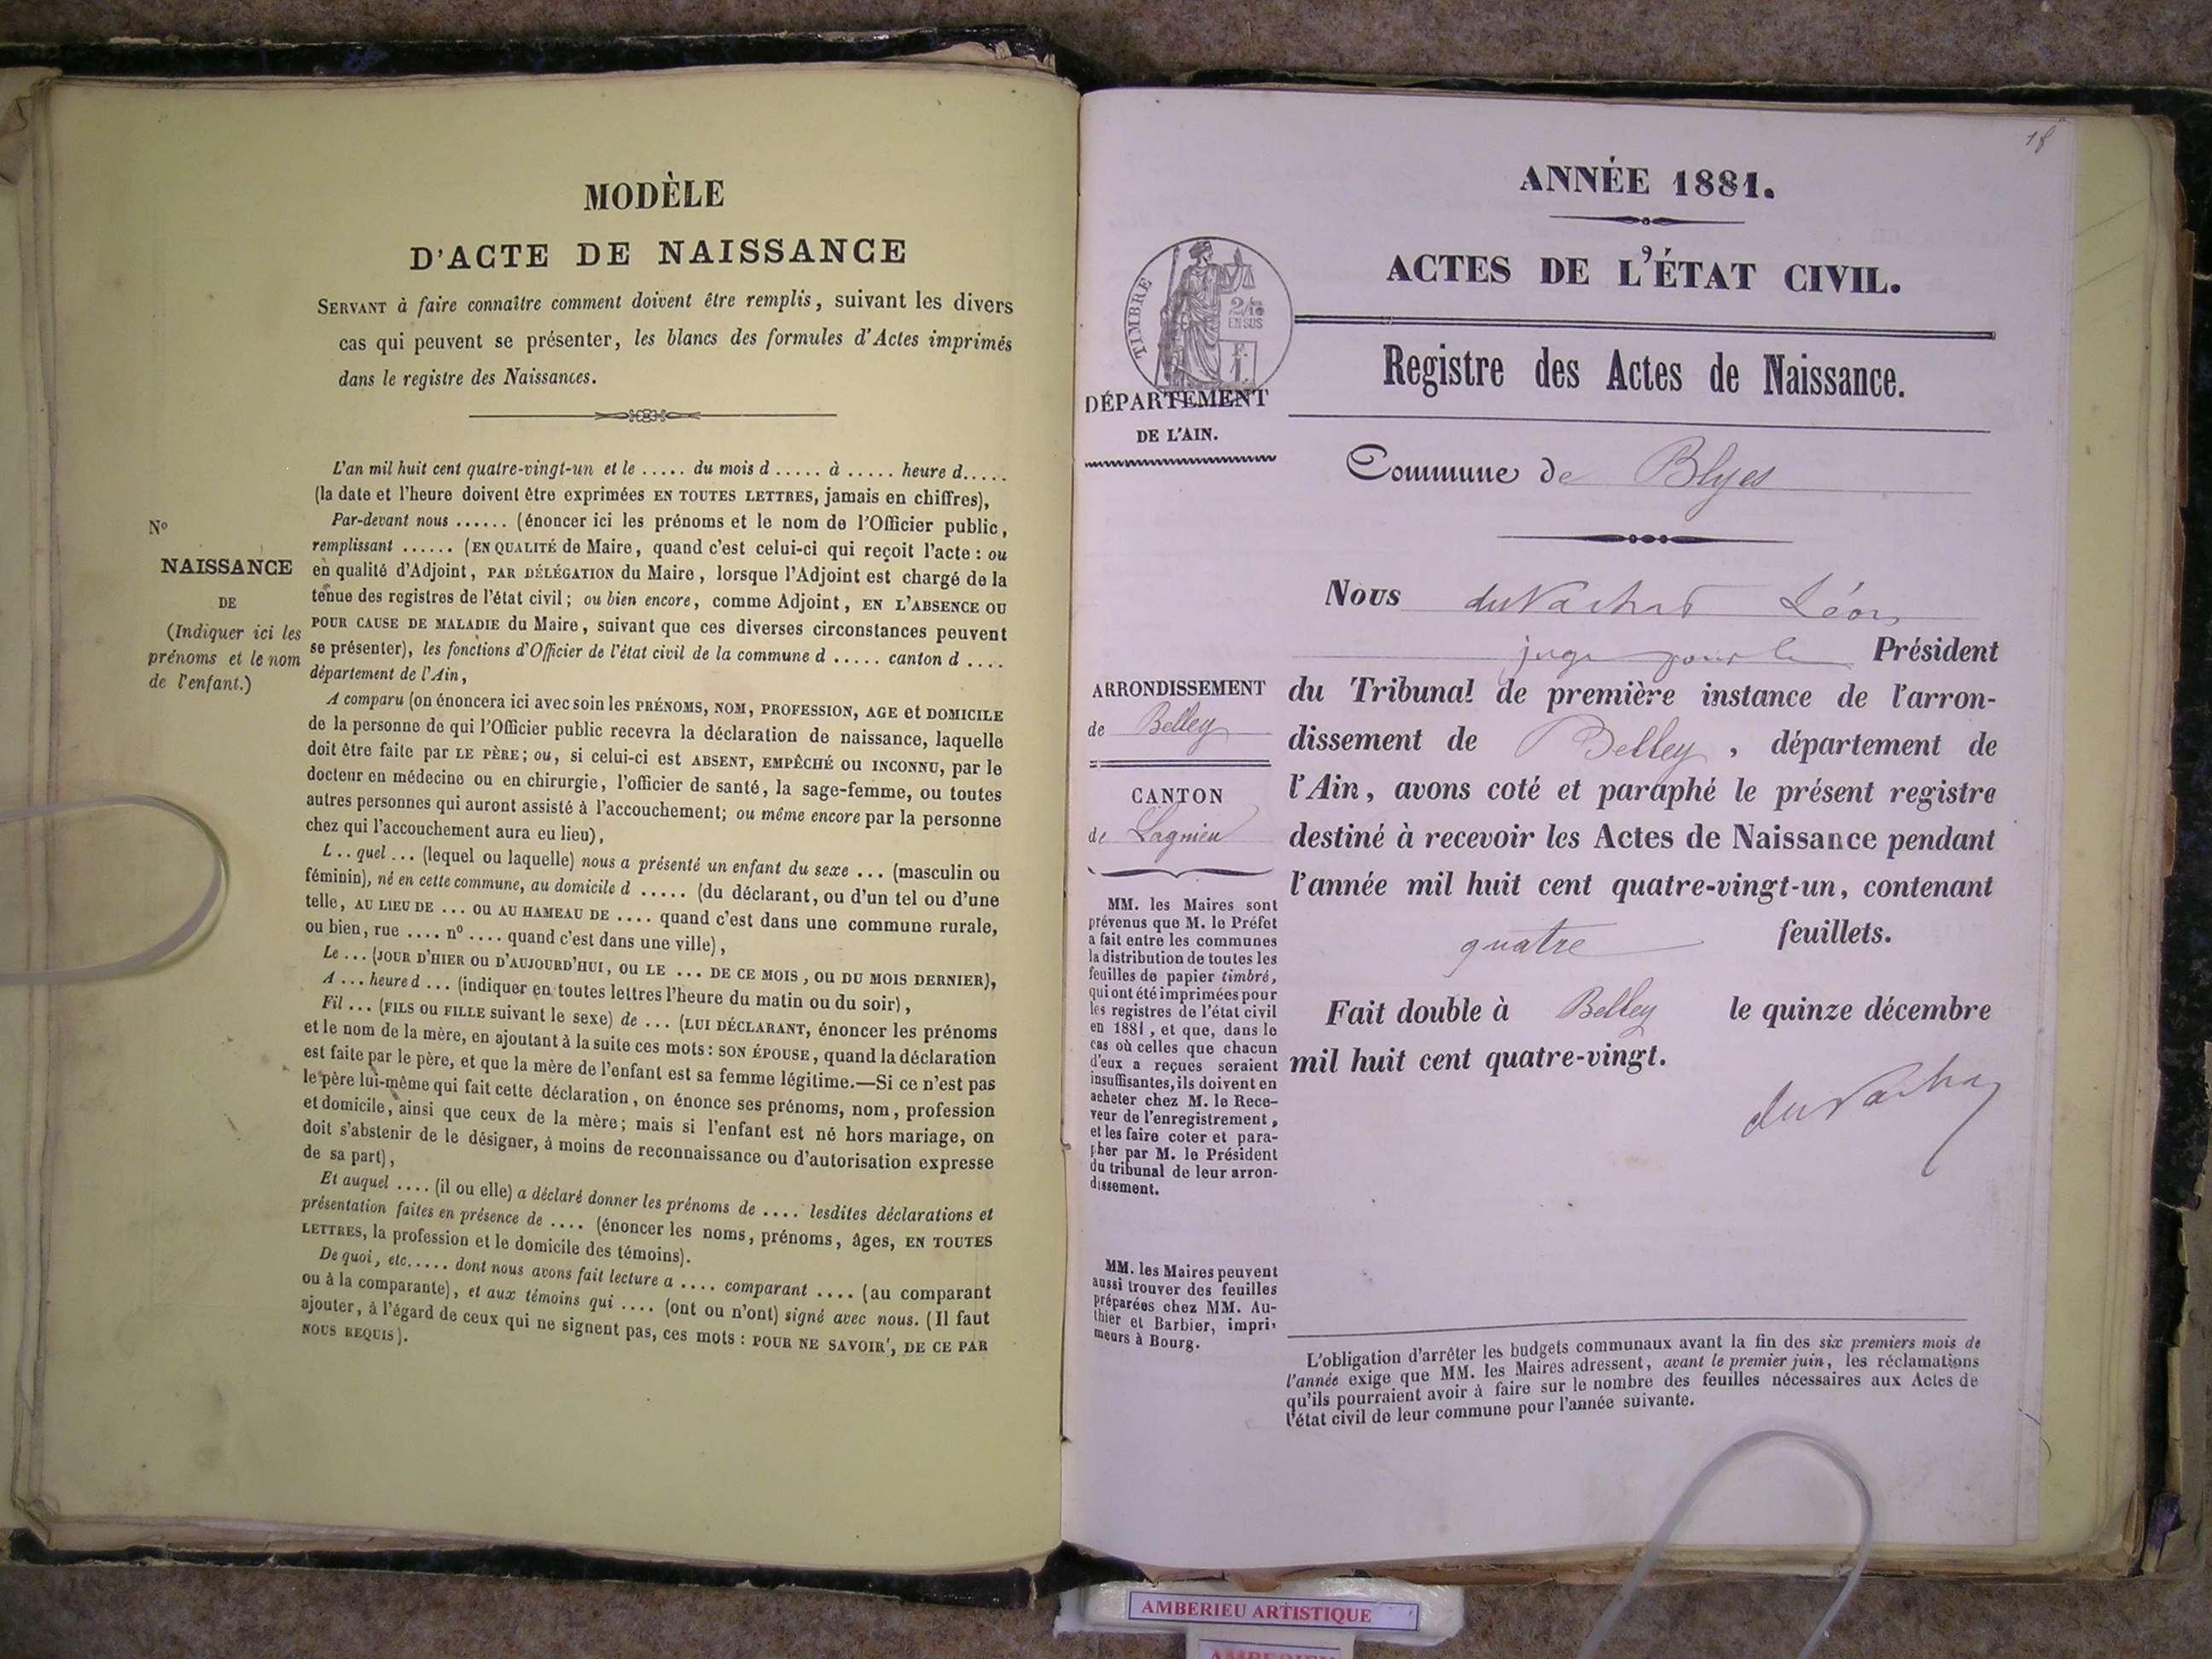 MODÈLE
D'ACTE DE NAISSANCE
SERVANT à faire connaître comment doivent être remplis, suivant les divers
cas qui peuvent se présenter, les blancs des formules d'Actes imprimés
dans le registre des Naissances.
L'an mil huit cent quatre-vingt-un et le ..... du mois d ..... à ..... heure d.....
(la date et l'heure doivent être exprimées EN TOUTES LETTRES, jamais en chiffres),
Par-devant nous ...... (énoncer ici les prénoms et le nom de l'Officier public,
remplissant ...... (EN QUALITÉ de Maire, quand c'est celui-ci qui reçoit l'acte : ou
en qualité d'Adjoint, PAR DÉLÉGATION du Maire, lorsque l'Adjoint est chargé de la
tenue des registres de l'état civil; ou bien encore, comme Adjoint, EN L'ABSENCE OU
POUR CAUSE DE MALADIE du Maire, suivant que ces diverses circonstances peuvent
se présenter), les fonctions d'Officier de l'état civil de la commune d ..... canton d ....
département de l'Ain,
A comparu (on énoncera ici avec soin les PRÉNOMS, NOM, PROFESSION, AGE et DOMICILE
de la personne de qui l'Officier public recevra la déclaration de naissance, laquelle
doit être faite par LE PÈRE; ou, si celui-ci est ABSENT, EMPÊCHÉ OU INCONNU, par le
docteur en médecine ou en chirurgie, l'officier de santé, la sage-femme, ou toutes
autres personnes qui auront assisté à l'accouchement; ou même encore par la personne
chez qui l'accouchement aura eu lieu),
L .. quel ... (lequel ou laquelle) nous a présenté un enfant du sexe ... (masculin ou
féminin), né en cette commune, au domicile d ..... (du déclarant, ou d'un tel ou d'une
telle, AU LIEU DE ... OU AU HAMEAU DE .... quand c'est dans une commune rurale,
ou bien, rue .... nº .... quand c'est dans une ville),
Le ... (JOUR D'HIER OU D'AUJOURD'HUI, OU LE ... DE CE MOIS, OU DU MOIS DERNIER),
A ... heure d ... (indiquer en toutes lettres l'heure du matin ou du soir),
Fil ... (FILS OU FILLE suivant le sexe) de ... (LUI DÉCLARANT, énoncer les prénoms
et le nom de la mère, en ajoutant à la suite ces mots : SON ÉPOUSE, quand la déclaration
est faite par le père, et que la mère de l'enfant est sa femme légitime.—Si ce n'est pas
le père lui-même qui fait cette déclaration, on énonce ses prénoms, nom, profession
et domicile, ainsi que ceux de la mère; mais si l'enfant est né hors mariage, on
doit s'abstenir de le désigner, à moins de reconnaissance ou d'autorisation expresse
de sa part),
Et auquel .... (il ou elle) a déclaré donner les prénoms de .... lesdites déclarations et
présentation faites en présence de .... (énoncer les noms, prénoms, âges, EN TOUTES
LETTRES, la profession et le domicile des témoins).
De quoi, etc..... dont nous avons fait lecture a .... comparant .... (au comparant
ou à la comparante), et aux témoins qui .... (ont ou n'ont) signé avec nous. (Il faut
ajouter, à l'égard de ceux qui ne signent pas, ces mots : POUR NE SAVOIR, DE CE PAR
NOUS REQUIS).
Nº
NAISSANCE
DE
(Indiquer ici les
prénoms et le nom
de l'enfant.)
18
ANNÉE 1881.
ACTES DE L'ÉTAT CIVIL.
Registre des Actes de Naissance.
TIMBRE
2/10
EN SUS
F.
1.
DÉPARTEMENT
DE L'AIN.
Commune de Blyes
Nous du Vachat Léon
juge pour le Président
du Tribunal de première instance de l'arron-
dissement de Belley, département de
l'Ain, avons coté et paraphé le présent registre
destiné à recevoir les Actes de Naissance pendant
l'année mil huit cent quatre-vingt-un, contenant
quatre feuillets.
Fait double à Belley le quinze décembre
mil huit cent quatre-vingt.
du Vachat
ARRONDISSEMENT
de Belley
CANTON
de Lagnieu
MM. les Maires sont
prévenus que M. le Préfet
a fait entre les communes
la distribution de toutes les
feuilles de papier timbré,
qui ont été imprimées pour
les registres de l'état civil
en 1881, et que, dans le
cas où celles que chacun
d'eux a reçues seraient
insuffisantes, ils doivent en
acheter chez M. le Rece-
veur de l'enregistrement,
et les faire coter et para-
pher par M. le Président
du tribunal de leur arron-
dissement.
MM. les Maires peuvent
aussi trouver des feuilles
préparées chez MM. Au-
thier et Barbier, impri-
meurs à Bourg.
L'obligation d'arrêter les budgets communaux avant la fin des six premiers mois de
l'année exige que MM. les Maires adressent, avant le premier juin, les réclamations
qu'ils pourraient avoir à faire sur le nombre des feuilles nécessaires aux Actes de
l'état civil de leur commune pour l'année suivante.
AMBERIEU ARTISTIQUE
AMBERIEU